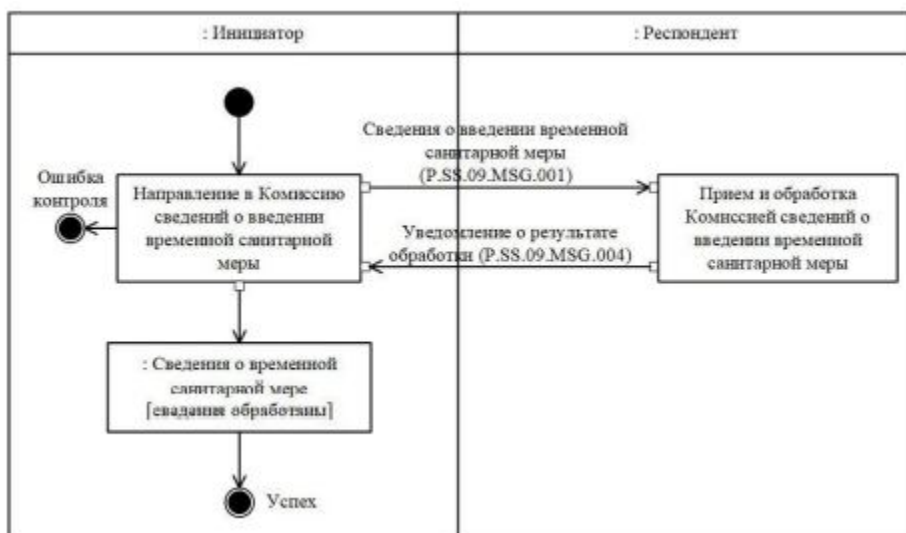 : Инициатор
: Респондент
Сведения о введении временной
санитарной меры
(P.SS.09.MSG.001)
Ошибка
контроля
Направление в Комиссию
сведений о введении
временной санитарной
меры
Прием и обработка
Комиссией сведений о
введении временной
санитарной меры
Уведомление о результате
обработки (P.SS.09.MSG.004)
: Сведения о временной
санитарной мере
обработаны]
Успех